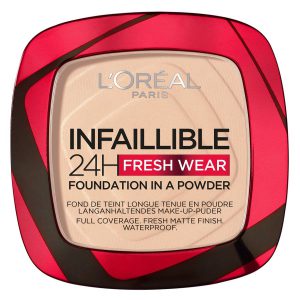 L'ORÉAL
PARIS
INFAILLIBLE
24H FRESH WEAR
FOUNDATION IN A POWDER
FOND DE TEINT LONGUE TENUE EN POUDRE
LANGANHALTENDES MAKE-UP-PUDER
FULL COVERAGE. FRESH MATTE FINISH.
WATERPROOF.